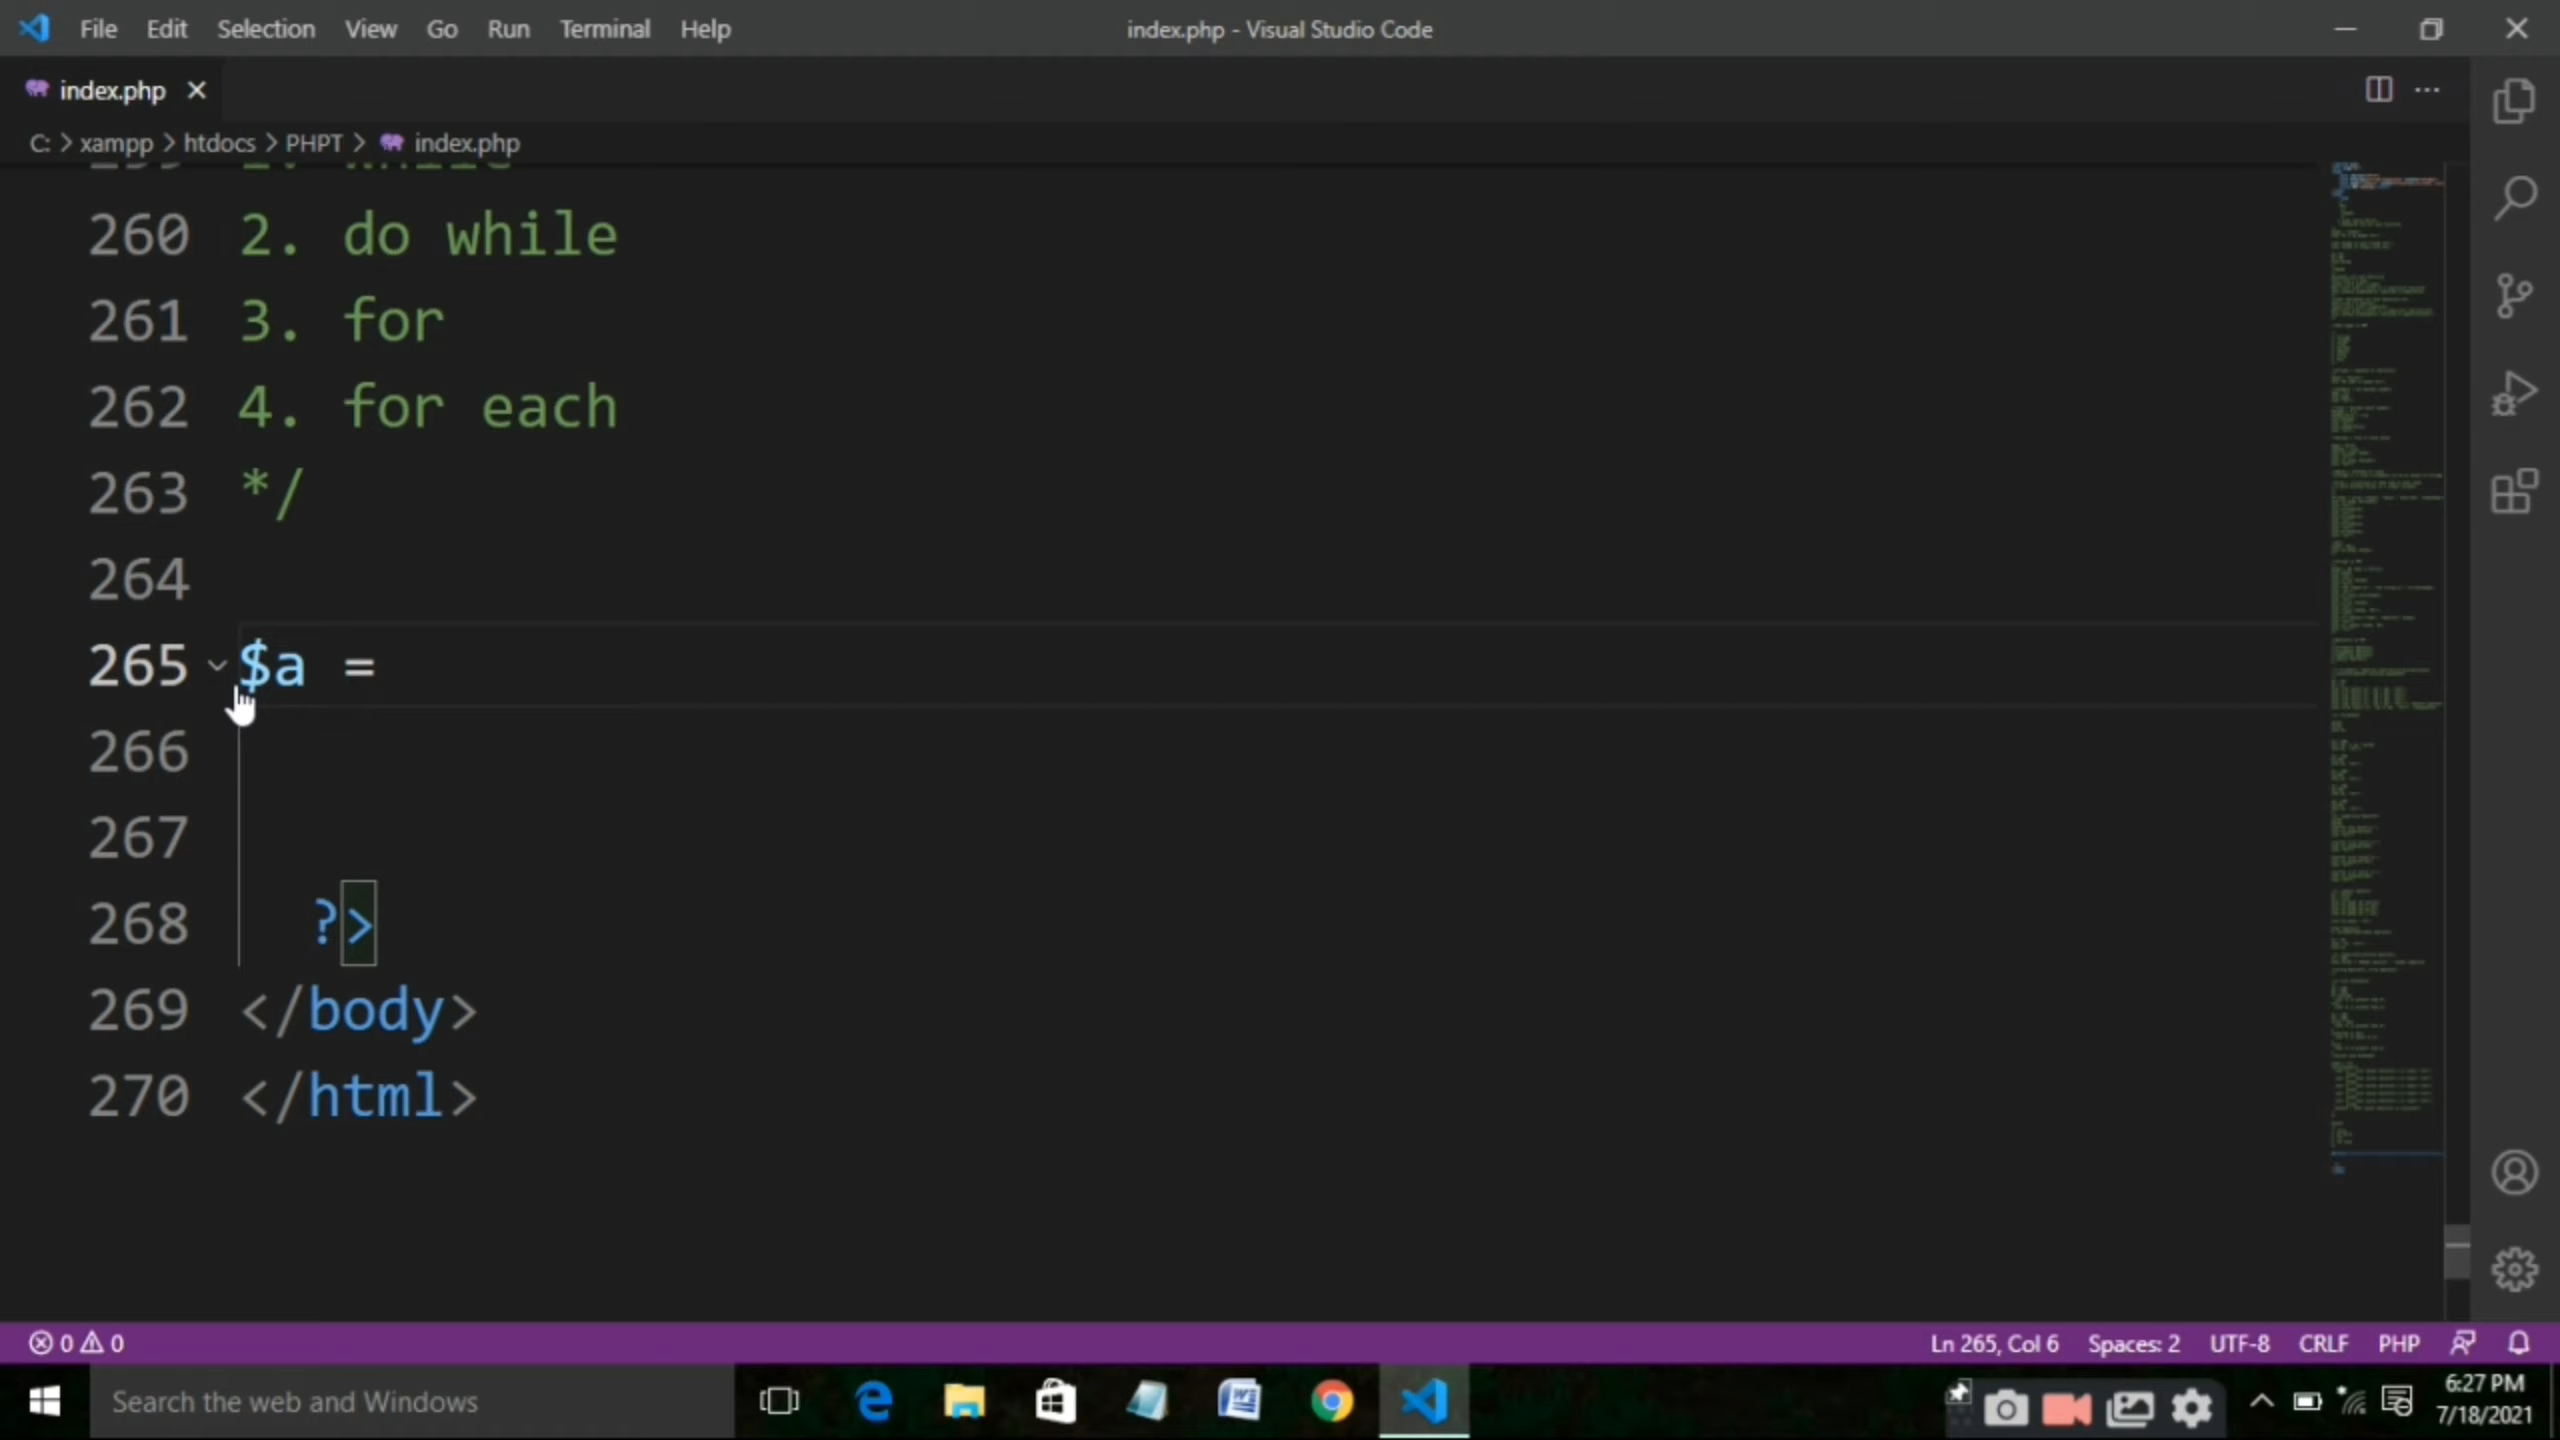 File Edit Selection View Go Run Terminal Help
index.php - Visual Studio Code
index.php
C: > xampp > htdocs > PHPT > index.php
260 2. do while
261 3. for
262 4. for each
263 */
264
265 $a =
266
267
268 ?>
269 </body>
270 </html>
0 0
Ln 265, Col 6 Spaces: 2 UTF-8 CRLF PHP
Search the web and Windows
6:27 PM
7/18/2021